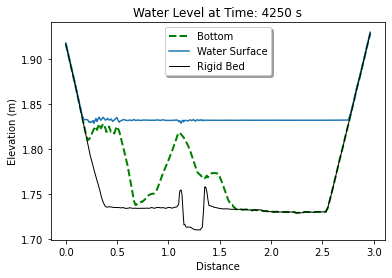 Water Level at Time: 4250 s
Bottom
Water Surface
Rigid Bed
Elevation (m)
1.90
1.85
1.80
1.75
1.70
0.0 0.5 1.0 1.5 2.0 2.5 3.0
Distance